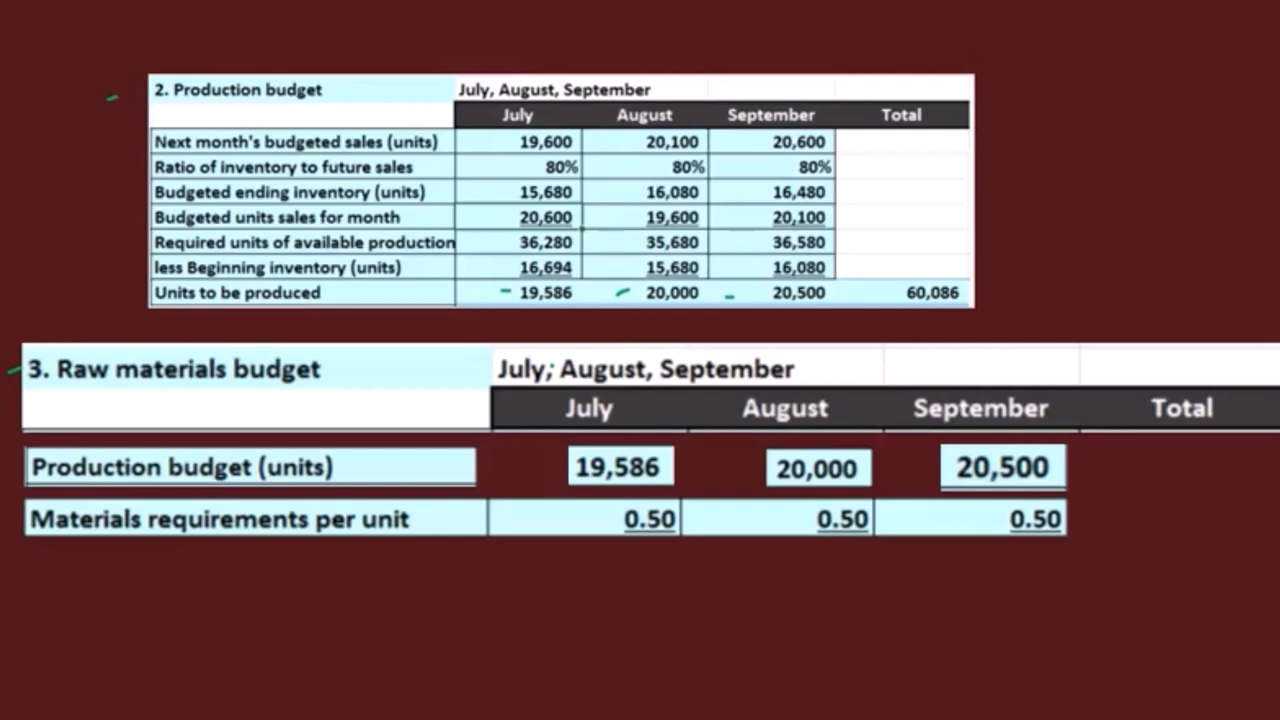 2. Production budget July, August, September
July August September Total
Next month's budgeted sales (units) 19,600 20,100 20,600
Ratio of inventory to future sales 80% 80% 80%
Budgeted ending inventory (units) 15,680 16,080 16,480
Budgeted units sales for month 20,600 19,600 20,100
Required units of available production 36,280 35,680 36,580
less Beginning inventory (units) 16,694 15,680 16,080
Units to be produced 19,586 20,000 20,500 60,086
3. Raw materials budget July, August, September
July August September Total
Production budget (units) 19,586 20,000 20,500
Materials requirements per unit 0.50 0.50 0.50